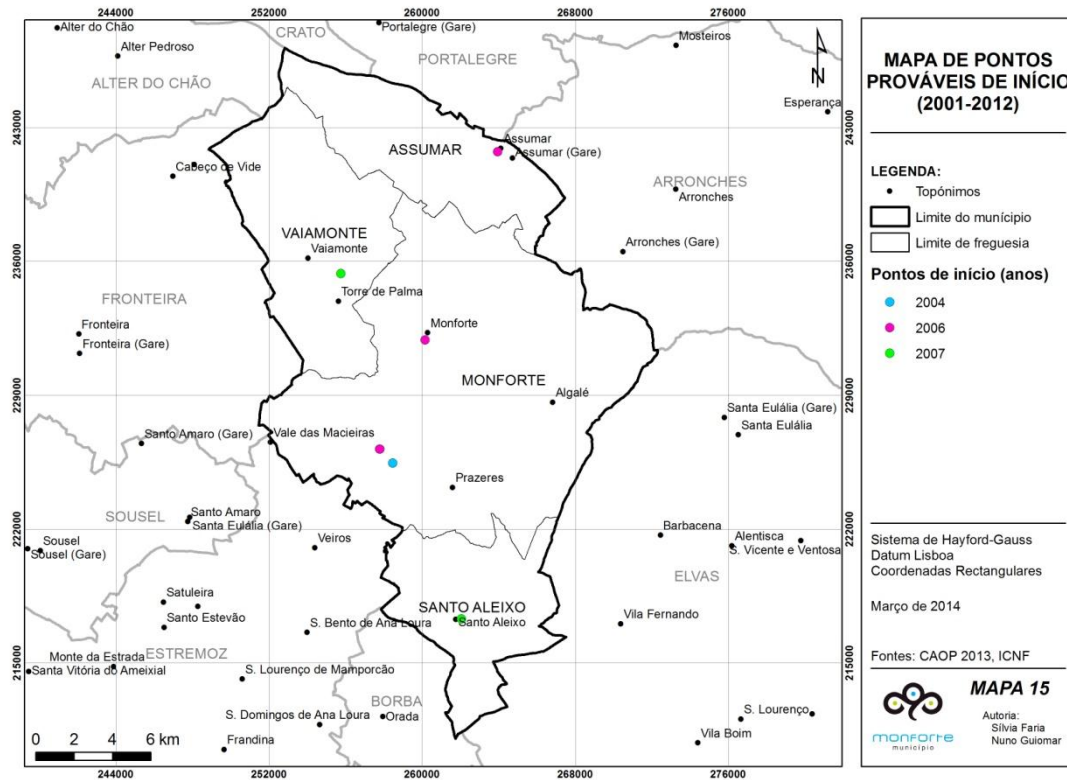 244000 252000 260000 268000 276000
Alter do Chão
CRATO
Portalegre (Gare)
Alter Pedroso
PORTALEGRE
Mosteiros
ALTER DO CHÃO
N
Esperança
243000
243000
Assumar
ASSUMAR
Assumar (Gare)
Cabeço de Vide
ARRONCHES
Arronches
VAIAMONTE
Vaiamonte
Arronches (Gare)
236000
236000
FRONTEIRA
Torre de Palma
Fronteira
Monforte
Fronteira (Gare)
MONFORTE
229000
229000
Algalé
Santa Eulália (Gare)
Santo Amaro (Gare)
Vale das Macieiras
Santa Eulália
Prazeres
SOUSEL
Santo Amaro
Santa Eulália (Gare)
222000
222000
Barbacena
Sousel
Sousel (Gare)
Veiros
Alentisca
S. Vicente e Ventosa
ELVAS
Satuleira
SANTO ALEIXO
Santo Aleixo
Vila Fernando
Santo Estevão
S. Bento de Ana Loura
ESTREMOZ
Monte da Estrada
Santa Vitória do Ameixial
215000
215000
S. Lourenço de Mamporcão
BORBA
Orada
S. Domingos de Ana Loura
S. Lourenço
Frandina
Vila Boim
0 2 4 6 km
244000 252000 260000 268000 276000
MAPA DE PONTOS
PROVÁVEIS DE INÍCIO
(2001-2012)
LEGENDA:
Topónimos
Limite do munícipio
Limite de freguesia
Pontos de início (anos)
2004
2006
2007
Sistema de Hayford-Gauss
Datum Lisboa
Coordenadas Rectangulares
Março de 2014
Fontes: CAOP 2013, ICNF
monforte
município
MAPA 15
Autoria:
Sílvia Faria
Nuno Guiomar